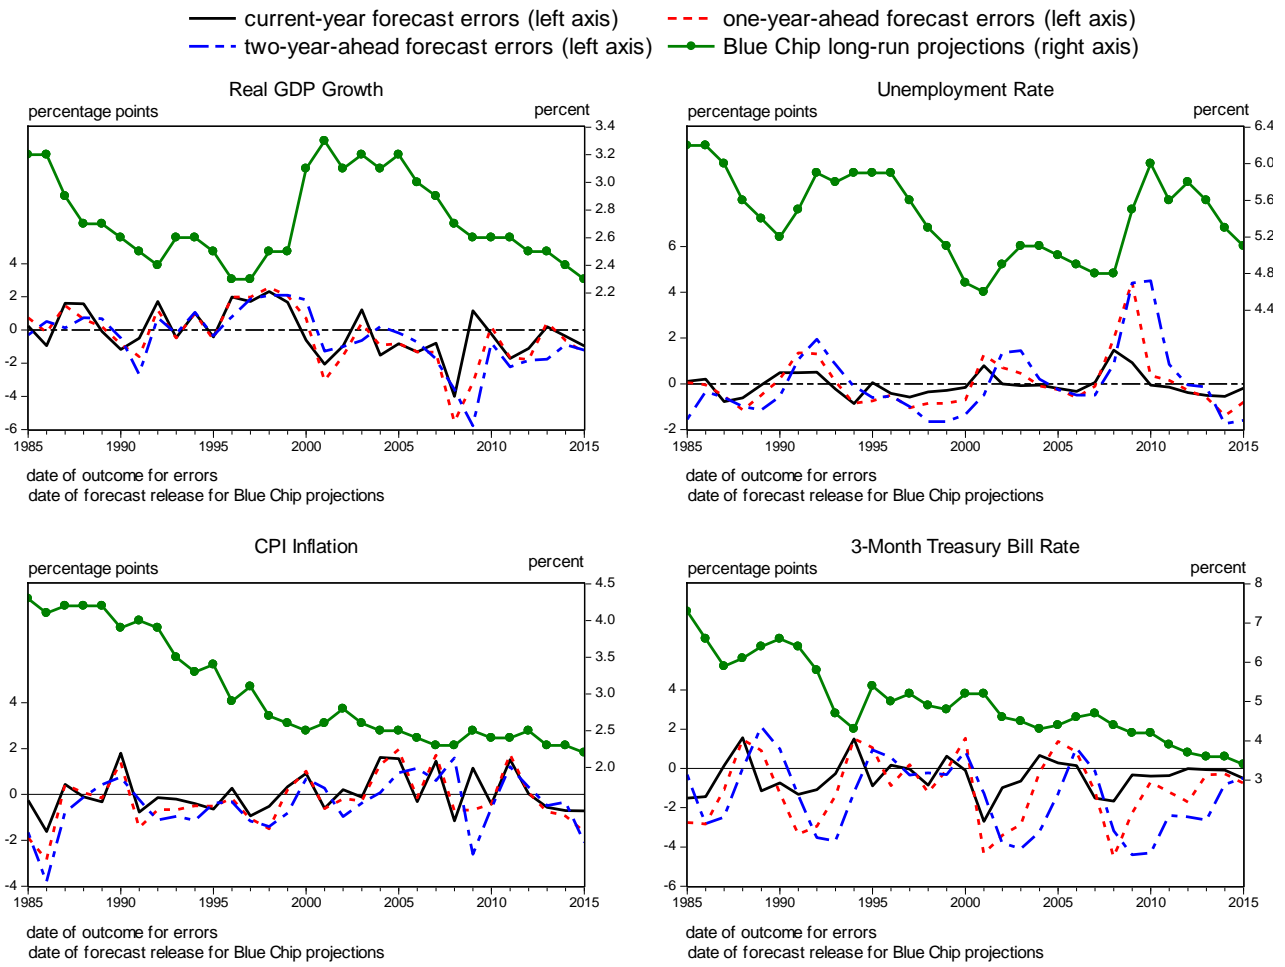 current-year forecast errors (left axis)
one-year-ahead forecast errors (left axis)
two-year-ahead forecast errors (left axis)
Blue Chip long-run projections (right axis)
Real GDP Growth
percentage points
percent
3.4
3.2
3.0
2.8
2.6
2.4
2.2
4
2
0
-2
-4
-6
1985 1990 1995 2000 2005 2010 2015
date of outcome for errors
date of forecast release for Blue Chip projections
Unemployment Rate
percentage points
percent
6.4
6.0
5.6
5.2
4.8
4.4
6
4
2
0
-2
1985 1990 1995 2000 2005 2010 2015
date of outcome for errors
date of forecast release for Blue Chip projections
CPI Inflation
percentage points
percent
4.5
4.0
3.5
3.0
2.5
2.0
4
2
0
-2
-4
1985 1990 1995 2000 2005 2010 2015
date of outcome for errors
date of forecast release for Blue Chip projections
3-Month Treasury Bill Rate
percentage points
percent
8
7
6
5
4
3
4
2
0
-2
-4
-6
1985 1990 1995 2000 2005 2010 2015
date of outcome for errors
date of forecast release for Blue Chip projections